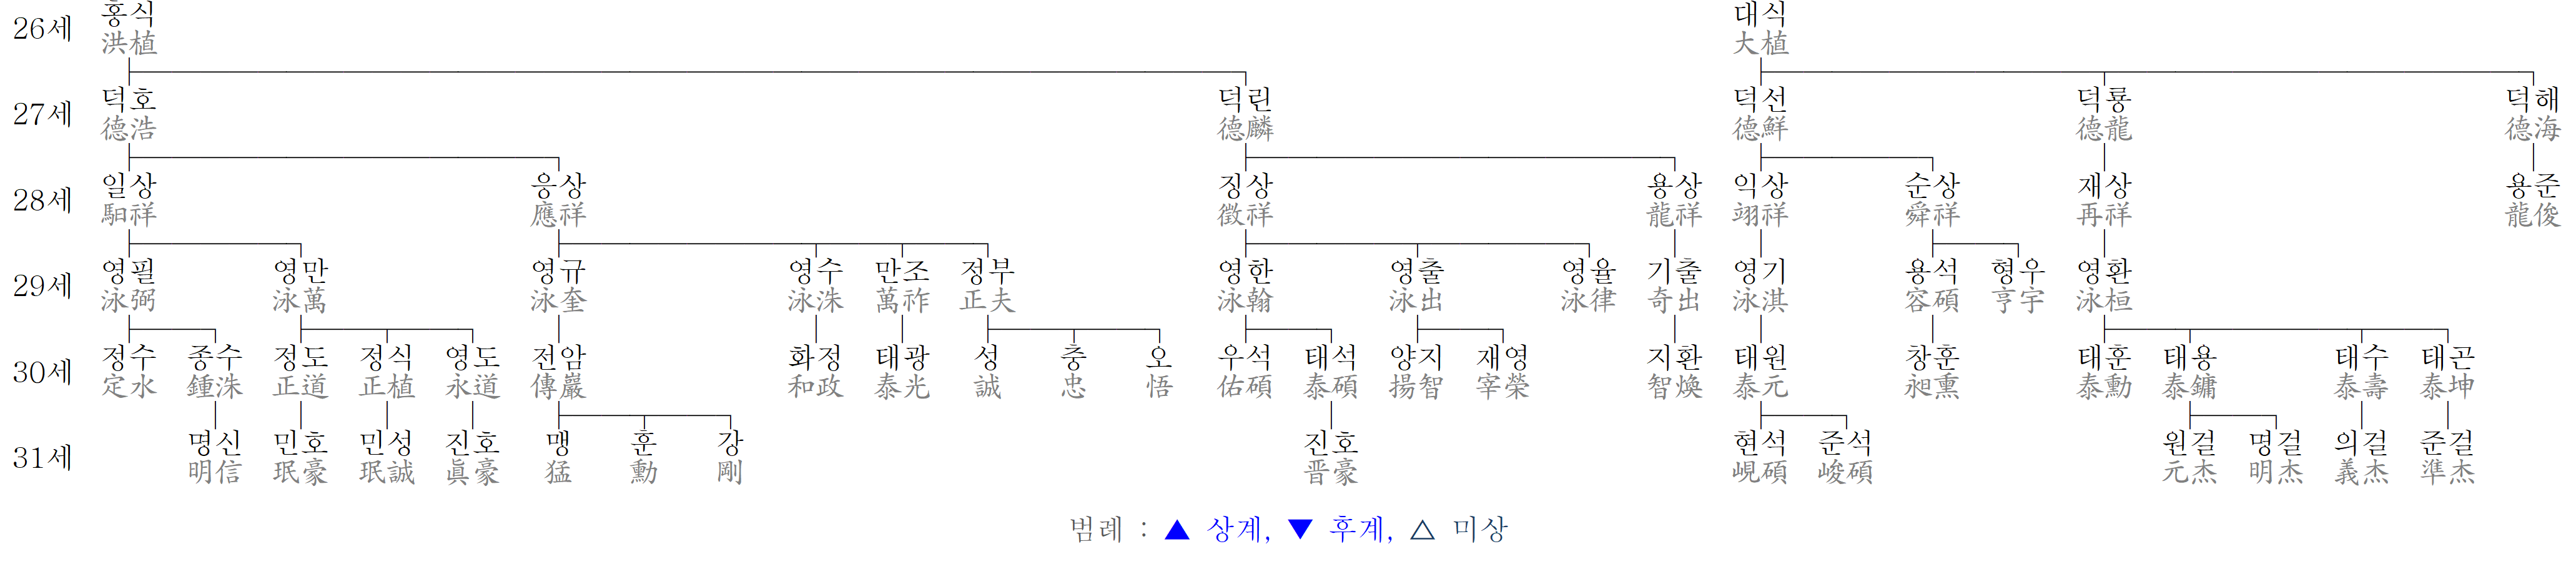 26세 홍식 대식
洪植 大植
27세 덕호 덕린 덕선 덕룡 덕해
德浩 德麟 德鮮 德龍 德海
28세 일상 응상 징상 용상 익상 순상 재상 용준
馹祥 應祥 徵祥 龍祥 翊祥 舜祥 再祥 龍俊
29세 영필 영만 영규 영수 만조 정부 영한 영출 영율 기출 영기 용석 형우 영환
泳弼 泳萬 泳奎 泳洙 萬祚 正夫 泳翰 泳出 泳律 奇出 泳淇 容碩 亨宇 泳桓
30세 정수 종수 정도 정식 영도 전암 화정 태광 성 충 오 우석 태석 양지 재영 지환 태원 창훈 태훈 태용 태수 태곤
定水 鍾洙 正道 正植 永道 傳巖 和政 泰光 誠 忠 悟 佑碩 泰碩 揚智 宰榮 智煥 泰元 昶熏 泰勳 泰鏞 泰壽 泰坤
31세 명신 민호 민성 진호 맹 훈 강 진호 현석 준석 원걸 명걸 의걸 준걸
明信 珉豪 珉誠 眞豪 猛 勳 剛 晋豪 峴碩 峻碩 元杰 明杰 義杰 準杰
범례 : ▲ 상계, ▼ 후계, △ 미상